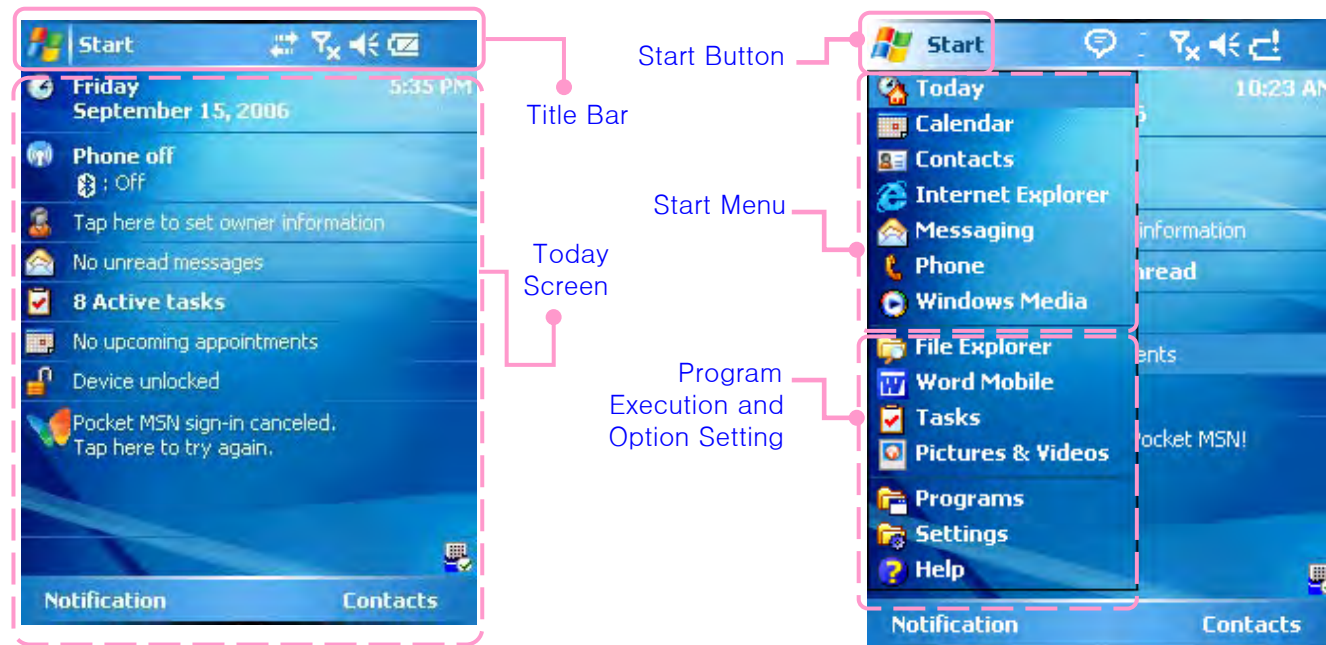 Start
Friday
5:35 PM
September 15, 2006
Phone off
: Off
Tap here to set owner information
No unread messages
8 Active tasks
No upcoming appointments
Device unlocked
Pocket MSN sign-in canceled.
Tap here to try again.
Notification
Contacts
Title Bar
Today
Screen
Start Button
Start Menu
Program
Execution and
Option Setting
Start
10:23 AM
Today
Calendar
Contacts
Internet Explorer
Messaging
information
Phone
nread
Windows Media
File Explorer
ents
Word Mobile
Tasks
Pictures & Videos
Pocket MSN!
Programs
Settings
Help
Notification
Contacts